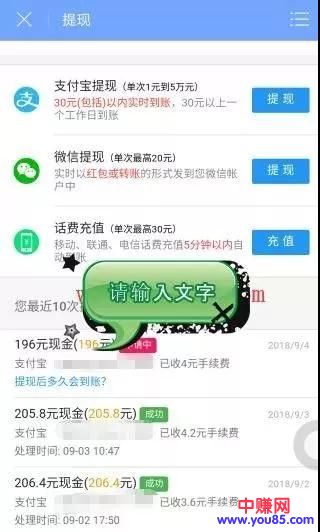 提现
支付宝提现（单次1元到5万元）
30元(包括)以内实时到账，30元以上一
个工作日到账
提现
微信提现（单次最高20元）
实时以红包或转账的形式发到您微信帐
户中
提现
话费充值（单次最高30元）
移动、联通、电信话费充值5分钟以内自
动到账
充值
请输入文字
您最近10次
196元现金(196元)
2018/9/4
支付宝
已收4元手续费
提现后多久会到账?
205.8元现金(205.8元) 成功
2018/9/3
支付宝
已收4.2元手续费
处理时间: 09-03 10:47
206.4元现金(206.4元) 成功
2018/9/2
支付宝
已收3.6元手续费
处理时间: 09-02 17:50
中赚网
www.you85.com